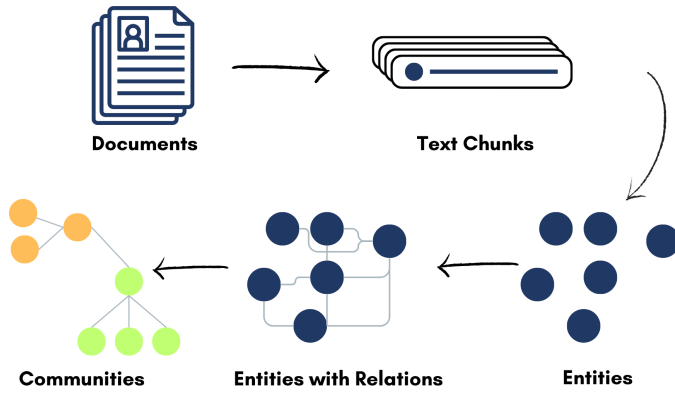 Documents
Text Chunks
Communities
Entities with Relations
Entities